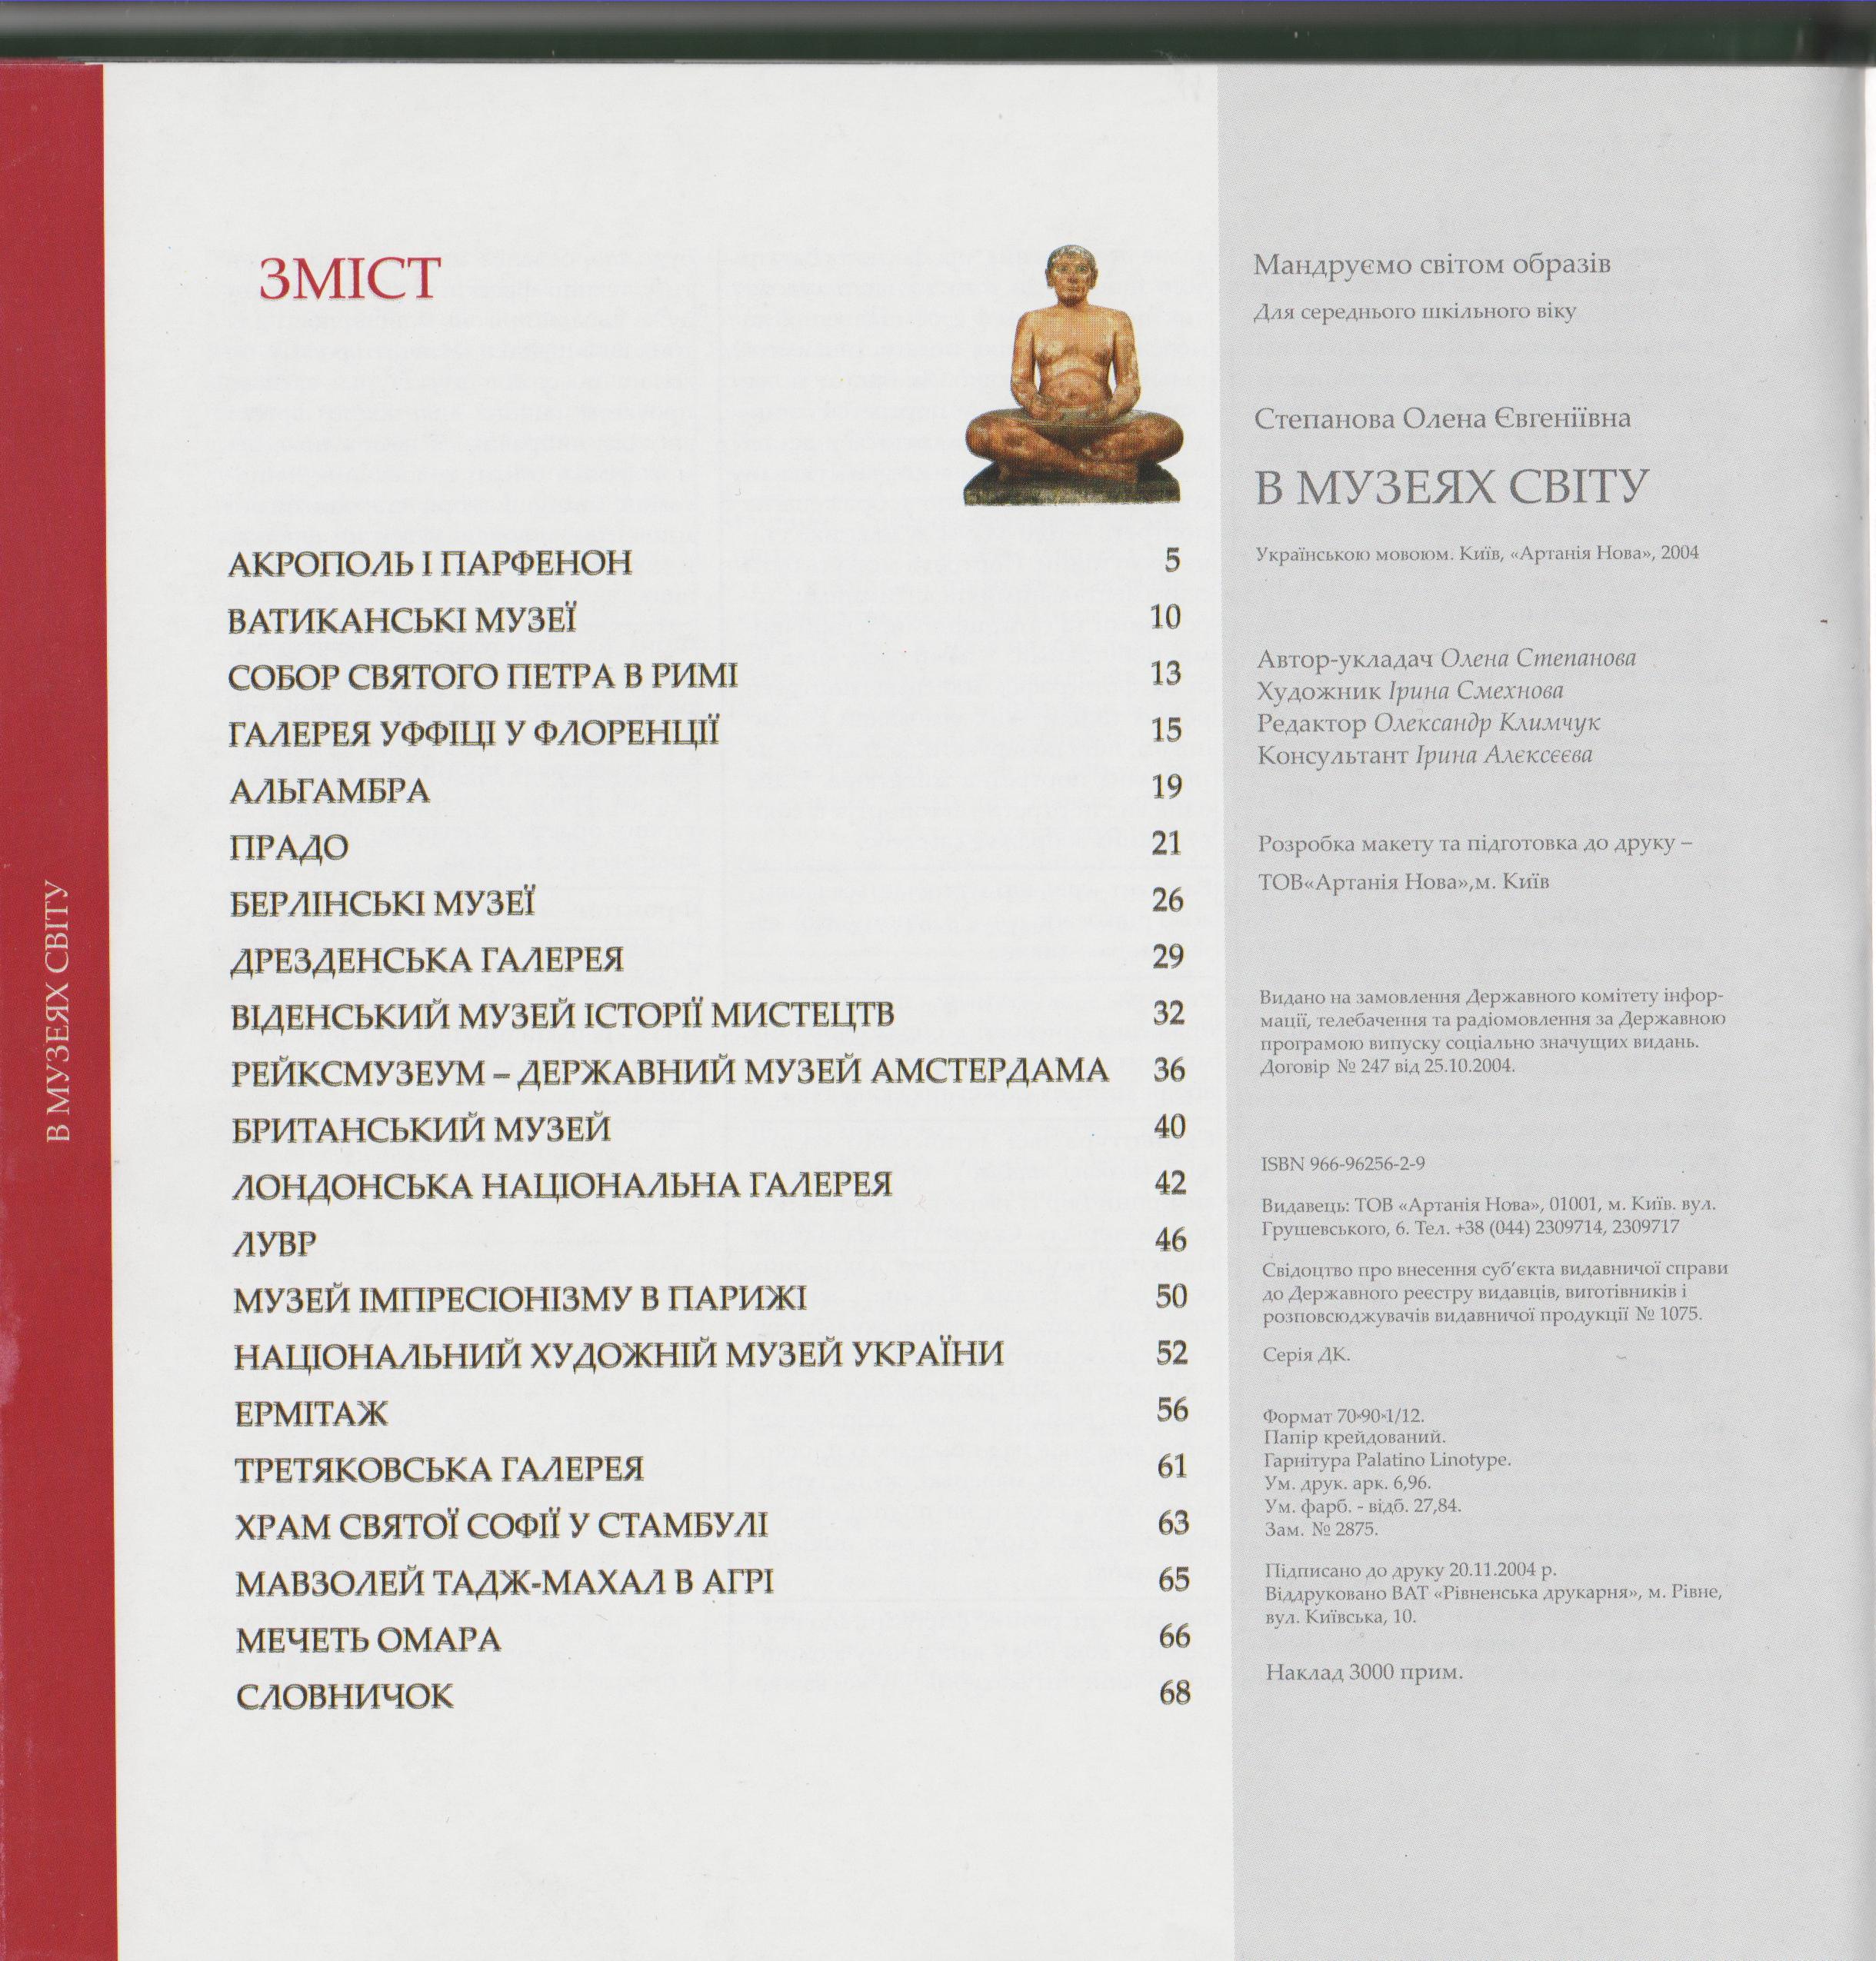 В МУЗЕЯХ СВІТУ
ЗМІСТ
АКРОПОЛЬ І ПАРФЕНОН 5
ВАТИКАНСЬКІ МУЗЕЇ 10
СОБОР СВЯТОГО ПЕТРА В РИМІ 13
ГАЛЕРЕЯ УФФІЦІ У ФЛОРЕНЦІЇ 15
АЛЬГАМБРА 19
ПРАДО 21
БЕРЛІНСЬКІ МУЗЕЇ 26
ДРЕЗДЕНСЬКА ГАЛЕРЕЯ 29
ВІДЕНСЬКИЙ МУЗЕЙ ІСТОРІЇ МИСТЕЦТВ 32
РЕЙКСМУЗЕУМ – ДЕРЖАВНИЙ МУЗЕЙ АМСТЕРДАМА 36
БРИТАНСЬКИЙ МУЗЕЙ 40
ЛОНДОНСЬКА НАЦІОНАЛЬНА ГАЛЕРЕЯ 42
ЛУВР 46
МУЗЕЙ ІМПРЕСІОНІЗМУ В ПАРИЖІ 50
НАЦІОНАЛЬНИЙ ХУДОЖНІЙ МУЗЕЙ УКРАЇНИ 52
ЕРМІТАЖ 56
ТРЕТЯКОВСЬКА ГАЛЕРЕЯ 61
ХРАМ СВЯТОЇ СОФІЇ У СТАМБУЛІ 63
МАВЗОЛЕЙ ТАДЖ-МАХАЛ В АГРІ 65
МЕЧЕТЬ ОМАРА 66
СЛОВНИЧОК 68
Мандруємо світом образів
Для середнього шкільного віку
Степанова Олена Євгеніївна
В МУЗЕЯХ СВІТУ
Українською мовоюм. Київ, «Артанія Нова», 2004
Автор-укладач Олена Степанова
Художник Ірина Смехнова
Редактор Олександр Климчук
Консультант Ірина Алєксєєва
Розробка макету та підготовка до друку –
ТОВ«Артанія Нова»,м. Київ
Видано на замовлення Державного комітету інфор-
мації, телебачення та радіомовлення за Державною
програмою випуску соціально значущих видань.
Договір № 247 від 25.10.2004.
ISBN 966-96256-2-9
Видавець: ТОВ «Артанія Нова», 01001, м. Київ. вул.
Грушевського, 6. Тел. +38 (044) 2309714, 2309717
Свідоцтво про внесення суб'єкта видавничої справи
до Державного реєстру видавців, виготівників і
розповсюджувачів видавничої продукції № 1075.
Серія ДК.
Формат 70×90×1/12.
Папір крейдований.
Гарнітура Palatino Linotype.
Ум. друк. арк. 6,96.
Ум. фарб. - відб. 27,84.
Зам. № 2875.
Підписано до друку 20.11.2004 р.
Віддруковано ВАТ «Рівненська друкарня», м. Рівне,
вул. Київська, 10.
Наклад 3000 прим.